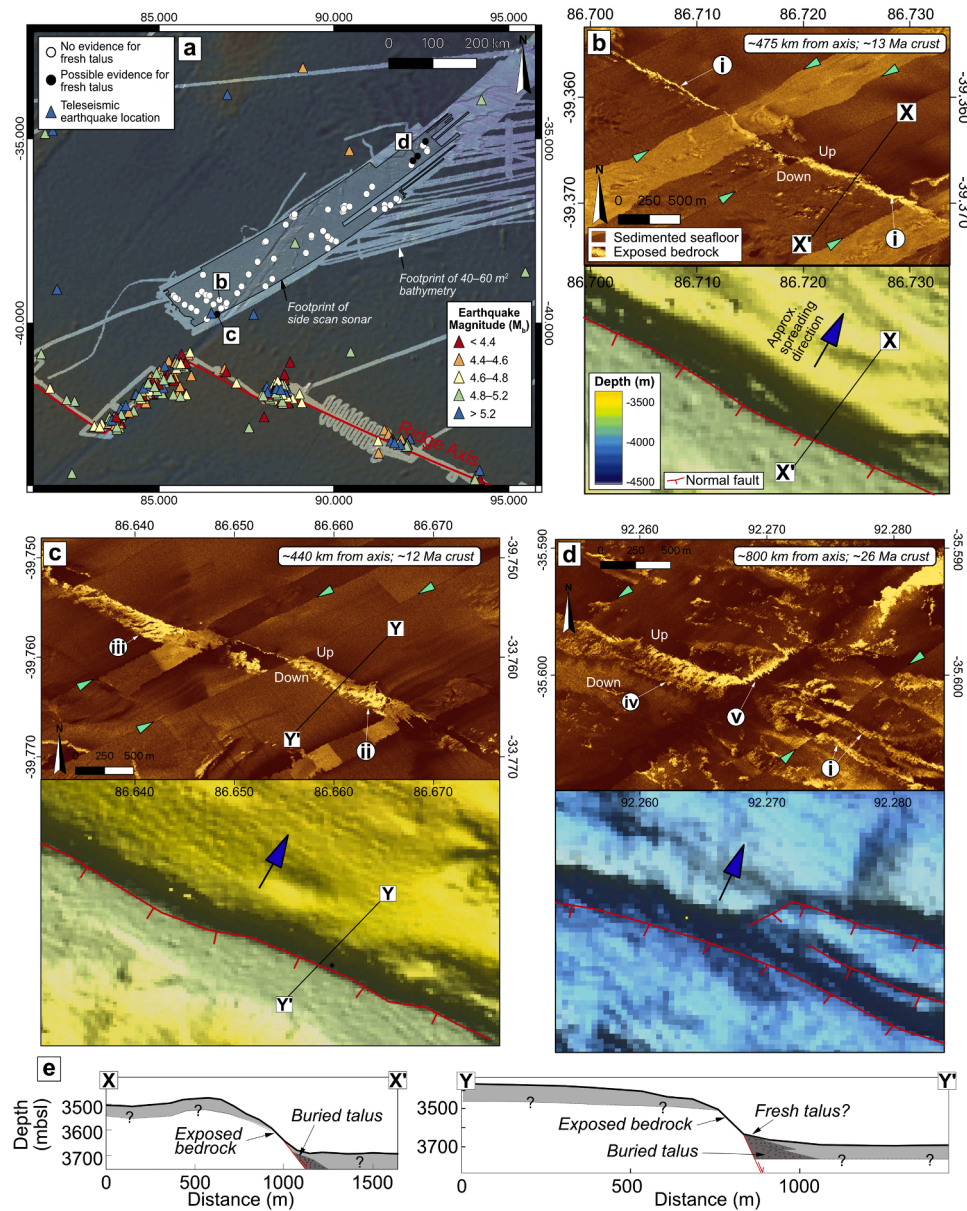 85.000
90.000
95.000
a
No evidence for
fresh talus
Possible evidence for
fresh talus
Teleseismic
earthquake location
0 100 200 km
N
-35.000
-35.000
d
b
c
Footprint of
side scan sonar
Footprint of 40–60 m²
bathymetry
-40.000
-40.000
Earthquake
Magnitude (Mb)
< 4.4
4.4–4.6
4.6–4.8
4.8–5.2
> 5.2
Ridge Axis
85.000
90.000
95.000
86.700
86.710
86.720
86.730
b
~475 km from axis; ~13 Ma crust
i
X
-39.360
-39.360
Up
Down
N
0 250 500 m
-39.370
-39.370
X'
i
Sedimented seafloor
Exposed bedrock
86.700
86.710
86.720
86.730
Approx.
spreading
direction
X
Depth (m)
-3500
-4000
-4500
X'
Normal fault
86.640
86.650
86.660
86.670
c
~440 km from axis; ~12 Ma crust
-39.750
-39.750
iii
Y
Up
Down
-39.760
-33.760
Y'
ii
N
0 250 500 m
-39.770
-33.770
86.640
86.650
86.660
86.670
Y
Y'
92.260
92.270
92.280
d
0 250 500 m
~800 km from axis; ~26 Ma crust
-35.590
N
Up
Down
-35.600
iv
v
i
92.260
92.270
92.280
e
X
X'
Depth
(mbsl)
3500
3600
3700
?
?
?
Exposed
bedrock
Buried talus
0
500
1000
1500
Distance (m)
Y
Y'
3500
3700
?
?
?
?
Exposed bedrock
Fresh talus?
Buried talus
0
500
1000
Distance (m)